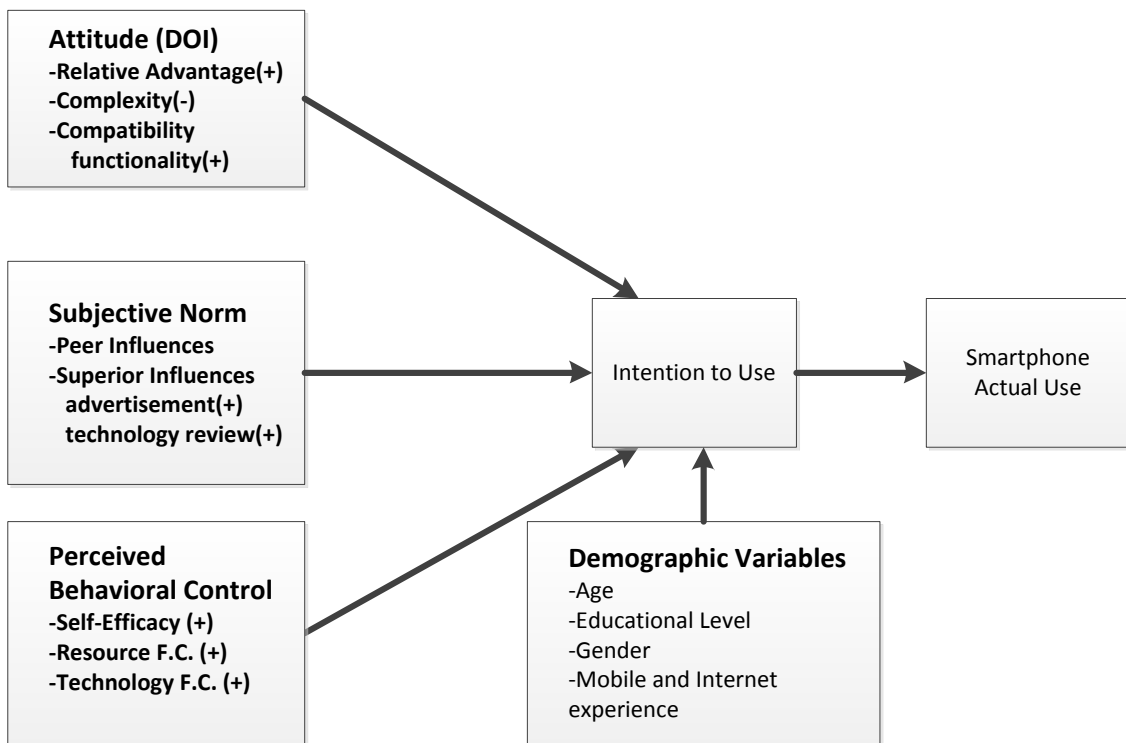 Attitude (DOI)
-Relative Advantage(+)
-Complexity(-)
-Compatibility
functionality(+)
Subjective Norm
-Peer Influences
-Superior Influences
advertisement(+)
technology review(+)
Perceived
Behavioral Control
-Self-Efficacy (+)
-Resource F.C. (+)
-Technology F.C. (+)
Intention to Use
Smartphone
Actual Use
Demographic Variables
-Age
-Educational Level
-Gender
-Mobile and Internet
experience